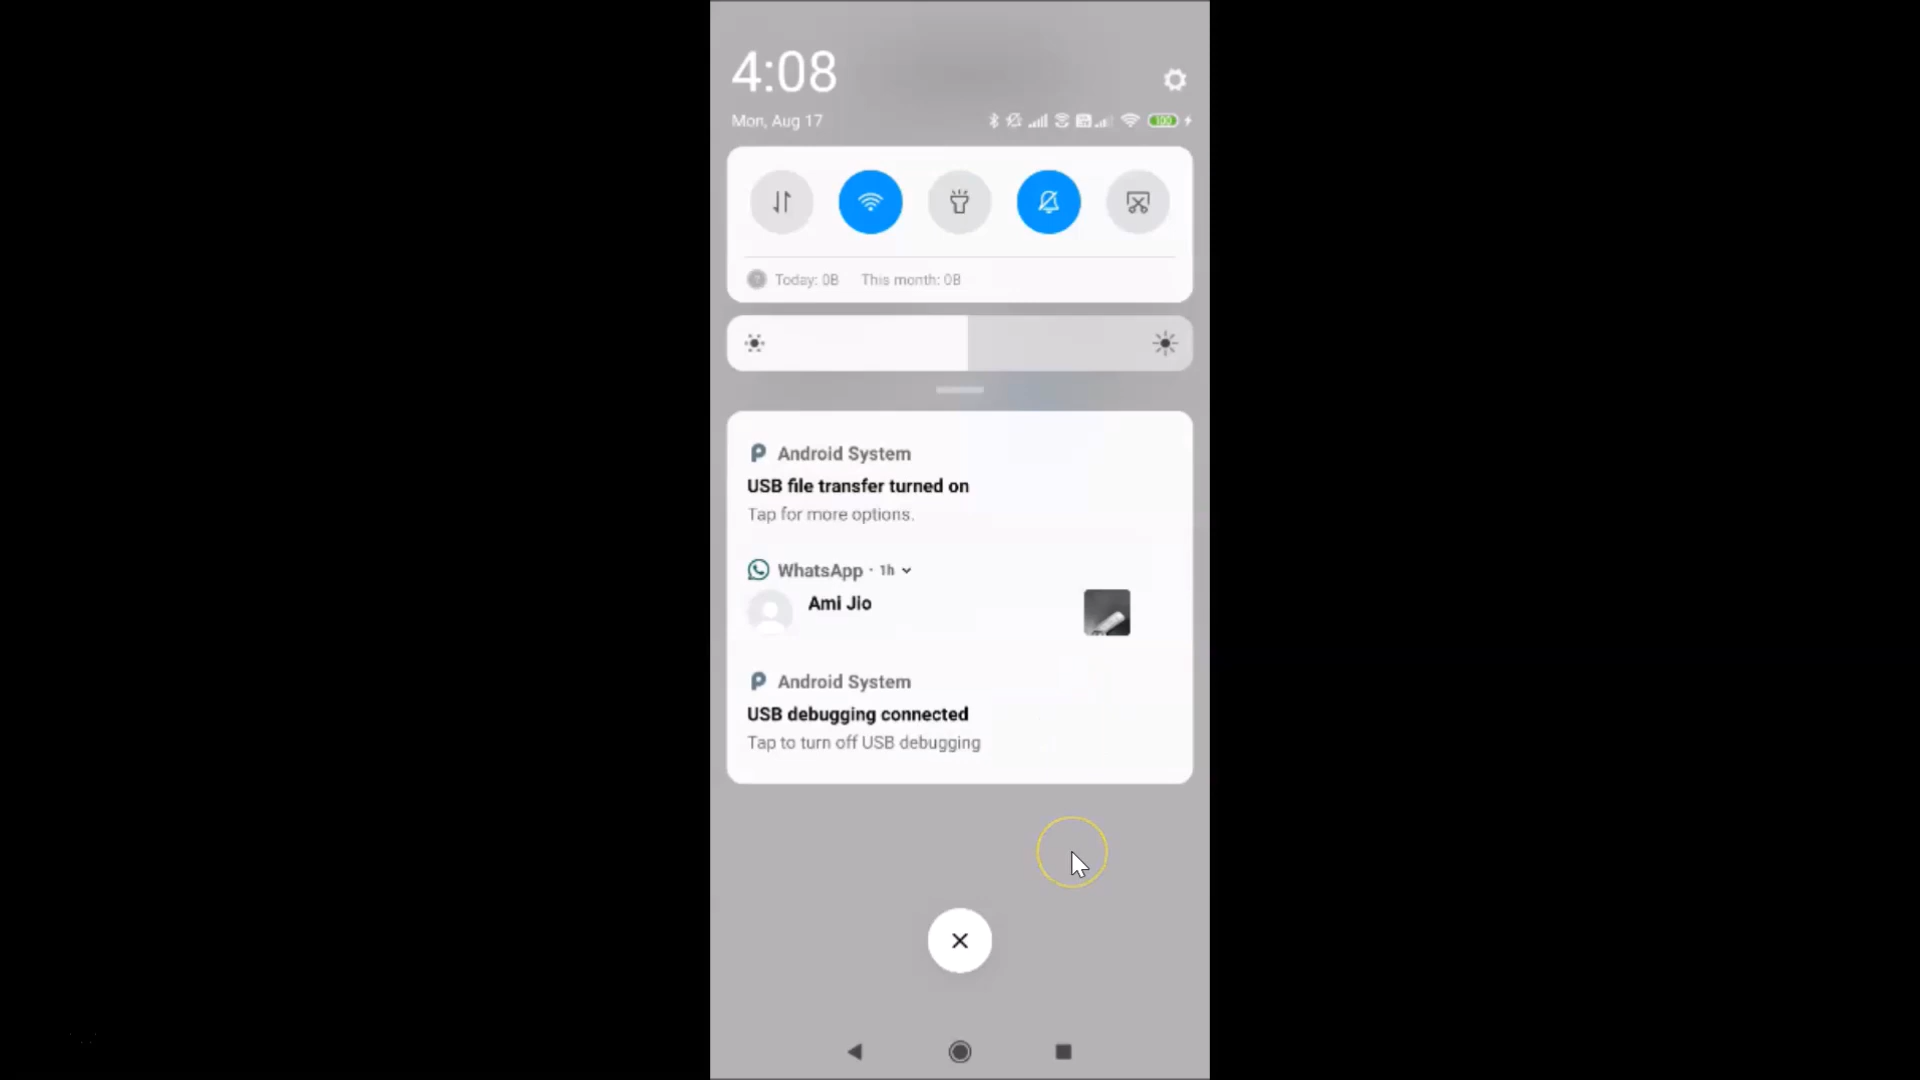 4:08
Mon, Aug 17
100
Today: 0B This month: 0B
Android System
USB file transfer turned on
Tap for more options.
WhatsApp · 1h
Ami Jio
Android System
USB debugging connected
Tap to turn off USB debugging